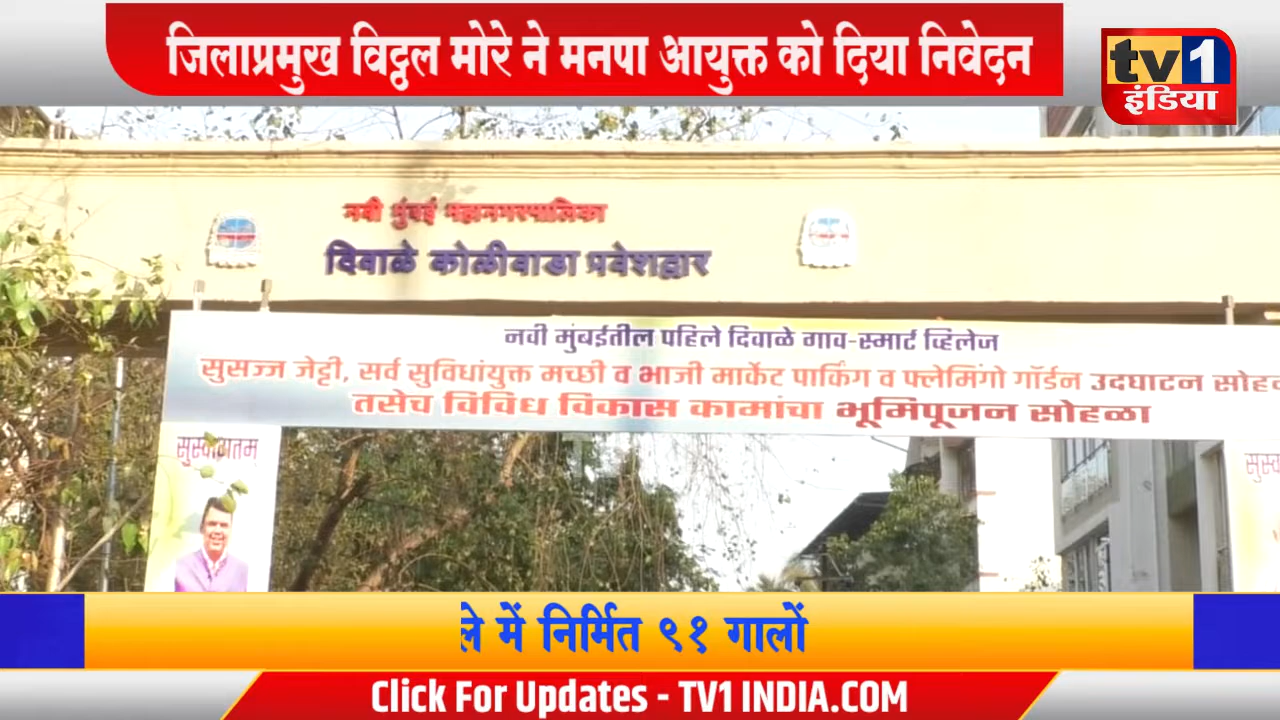 जिलाप्रमुख विट्ठल मोरे ने मनपा आयुक्त को दिया निवेदन
tv1
इंडिया
नवी मुंबई महानगरपालिका
दिवाळे कोळीवाडा प्रवेशद्वार
नवी मुंबईतील पहिले दिवाळे गाव-स्मार्ट व्हिलेज
सुसज्ज जेट्टी, सर्व सुविधांयुक्त मच्छी व भाजी मार्केट पार्किंग व फ्लेमिंगो गॉर्डन उदघाटन
तसेच विविध विकास कामांचा भूमिपूजन सोहळा
सुस्वागतम
ले में निर्मित ९१ गालों
Click For Updates - TV1 INDIA.COM